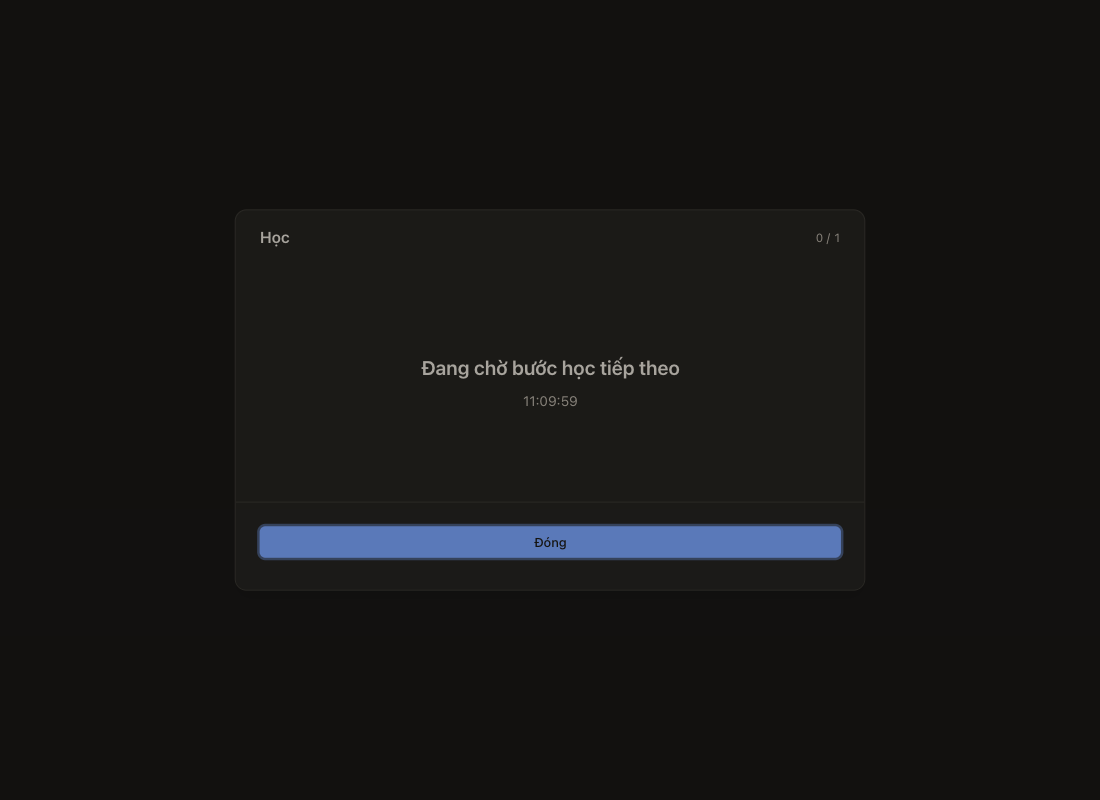 Học
0 / 1
Đang chờ bước học tiếp theo
11:09:59
Đóng